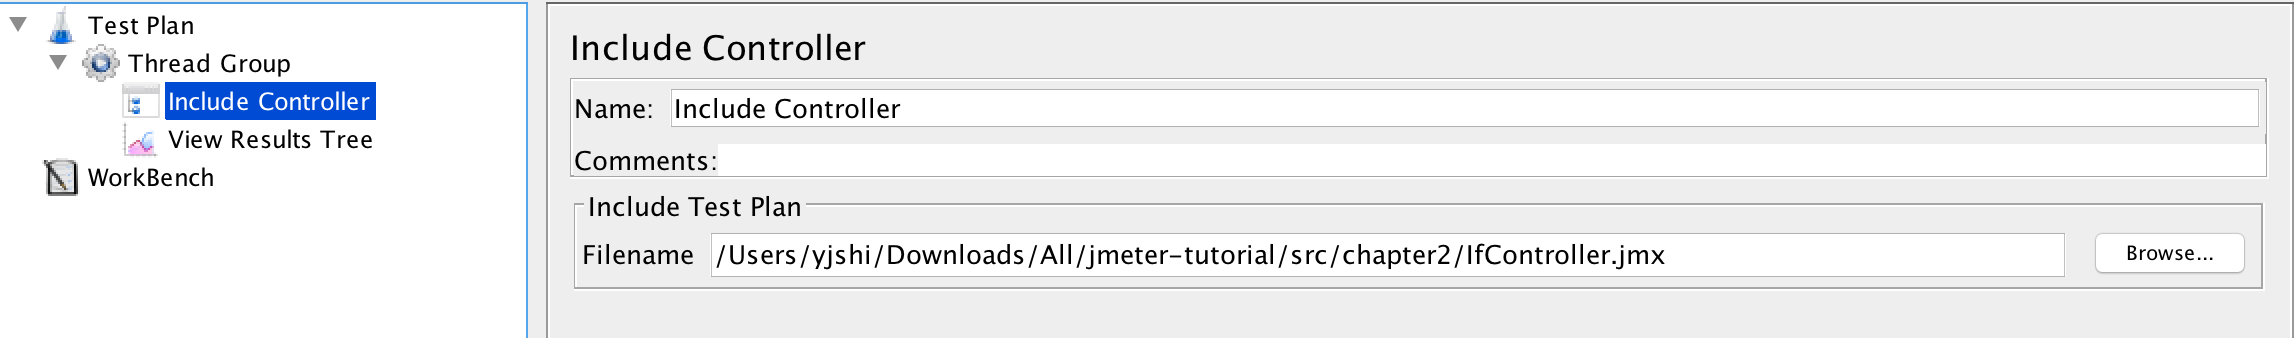 Test Plan
Thread Group
Include Controller
View Results Tree
WorkBench
Include Controller
Name: Include Controller
Comments:
Include Test Plan
Filename /Users/yjshi/Downloads/All/jmeter-tutorial/src/chapter2/IfController.jmx Browse...